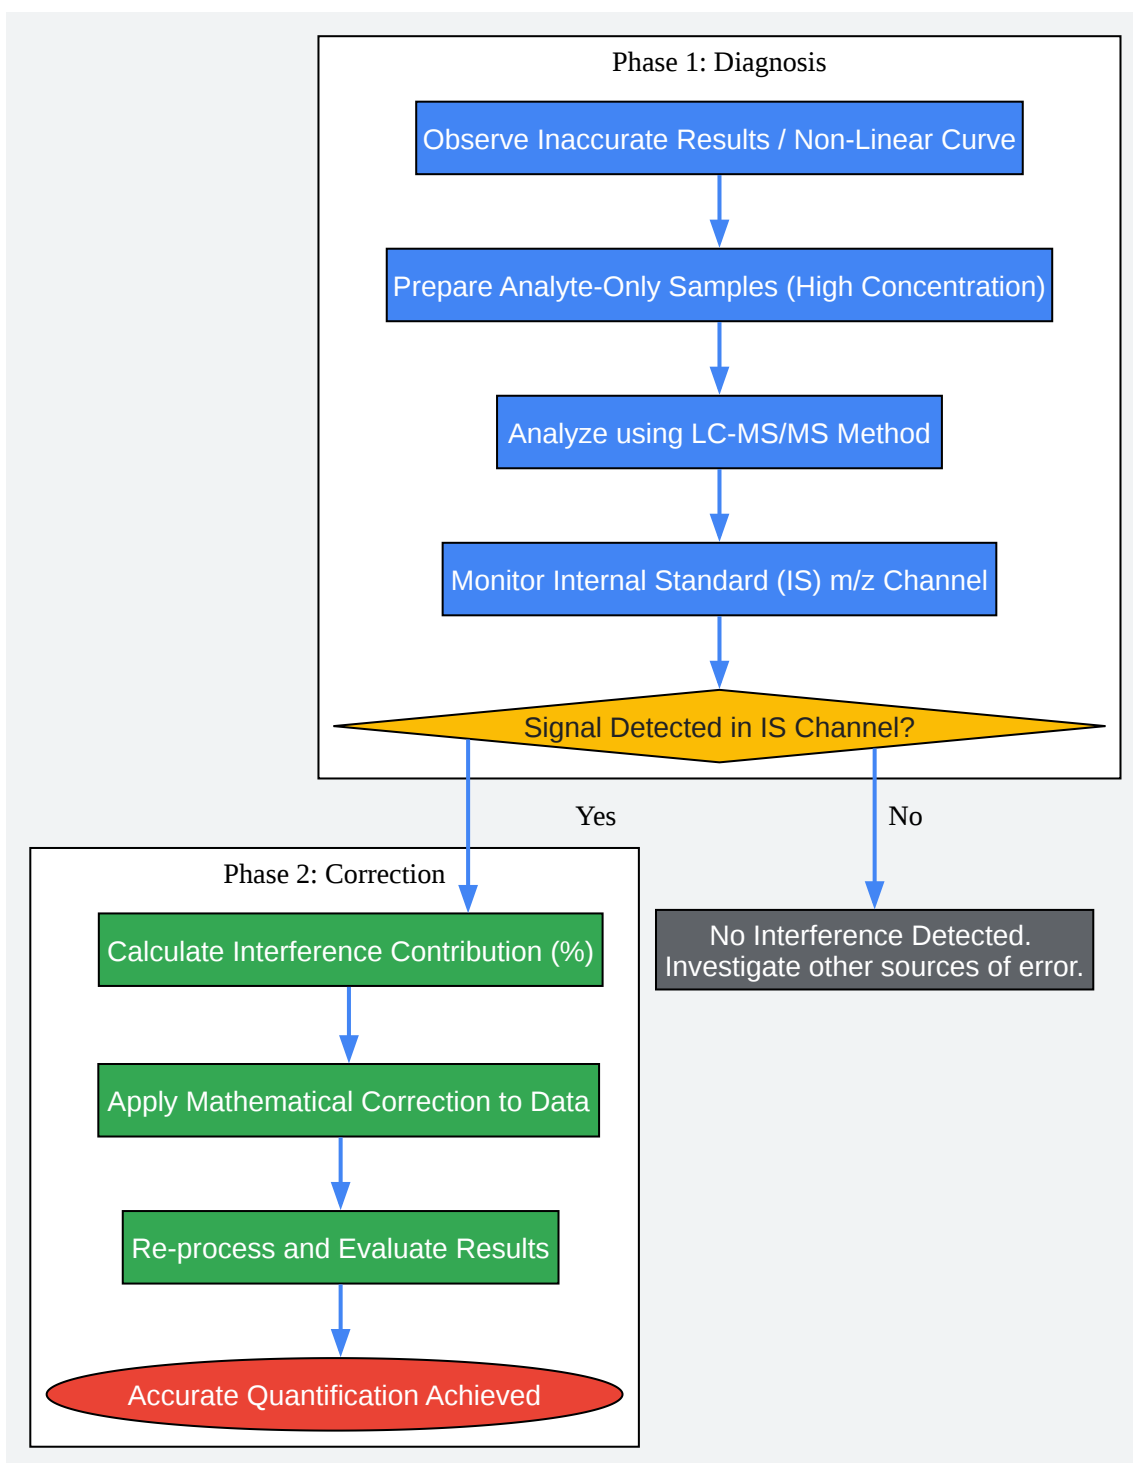 Phase 1: Diagnosis
Observe Inaccurate Results / Non-Linear Curve
Prepare Analyte-Only Samples (High Concentration)
Analyze using LC-MS/MS Method
Monitor Internal Standard (IS) m/z Channel
Signal Detected in IS Channel?
Yes
No
Phase 2: Correction
Calculate Interference Contribution (%)
No Interference Detected.
Investigate other sources of error.
Apply Mathematical Correction to Data
Re-process and Evaluate Results
Accurate Quantification Achieved